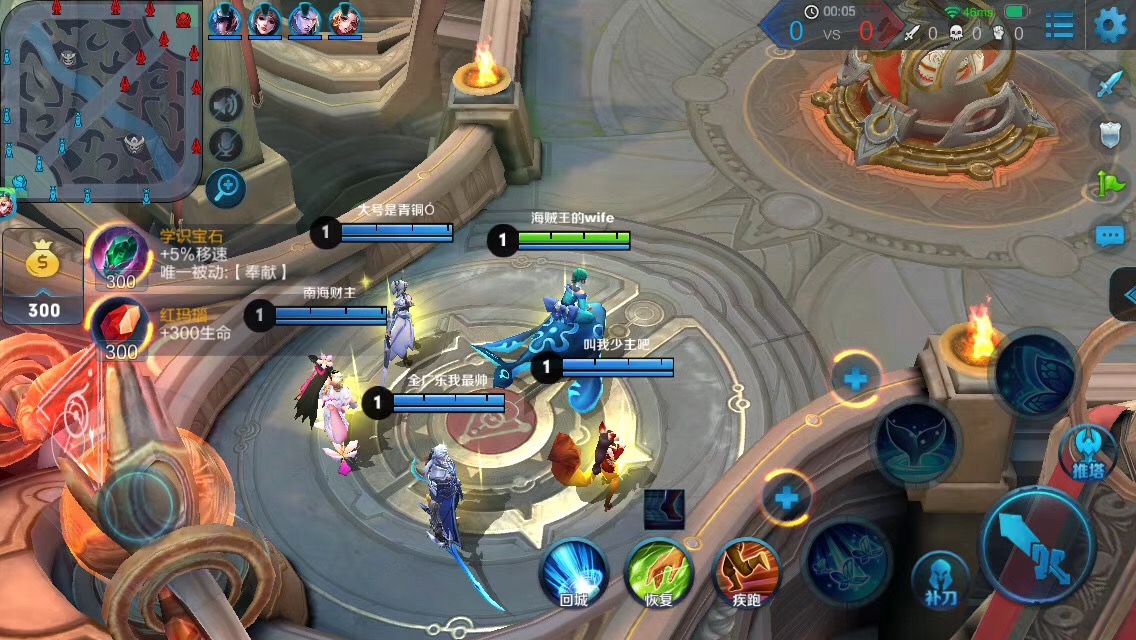 00:05
46ms
0 VS 0
0 0 0
大号是青铜Ó
海贼王的wife
1
1
学识宝石
+5%移速
唯一被动:【奉献】
300
南海财主
1
300
红玛瑙
+300生命
300
叫我少主吧
1
全广东我最帅
1
推塔
回城
恢复
疾跑
补刀